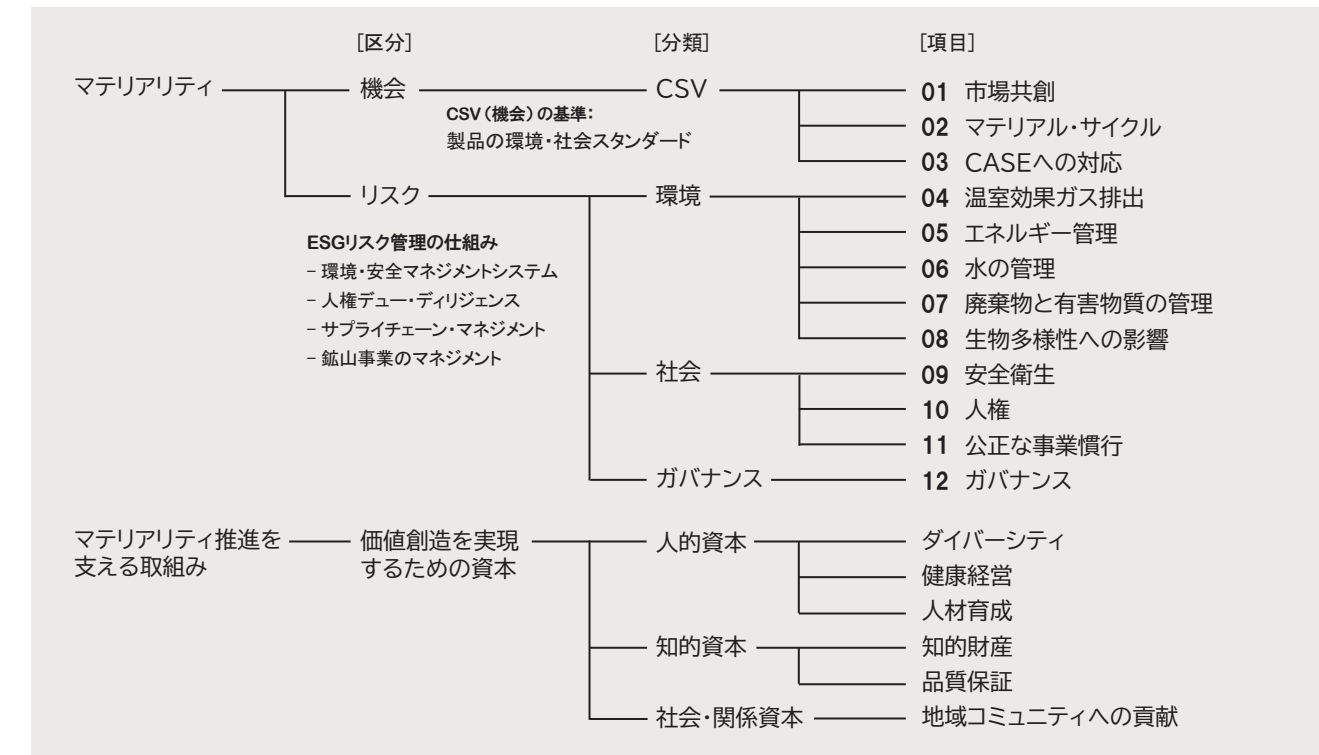 [区分] [分類] [項目]
マテリアリティ 機会 CSV 01 市場共創
CSV(機会)の基準:
製品の環境・社会スタンダード
02 マテリアル・サイクル
03 CASEへの対応
リスク 環境 04 温室効果ガス排出
ESGリスク管理の仕組み
– 環境・安全マネジメントシステム
– 人権デュー・ディリジェンス
– サプライチェーン・マネジメント
– 鉱山事業のマネジメント
05 エネルギー管理
06 水の管理
07 廃棄物と有害物質の管理
08 生物多様性への影響
社会 09 安全衛生
10 人権
11 公正な事業慣行
ガバナンス 12 ガバナンス
マテリアリティ推進を
支える取組み
価値創造を実現
するための資本
人的資本 ダイバーシティ
健康経営
人材育成
知的資本 知的財産
品質保証
社会・関係資本 地域コミュニティへの貢献